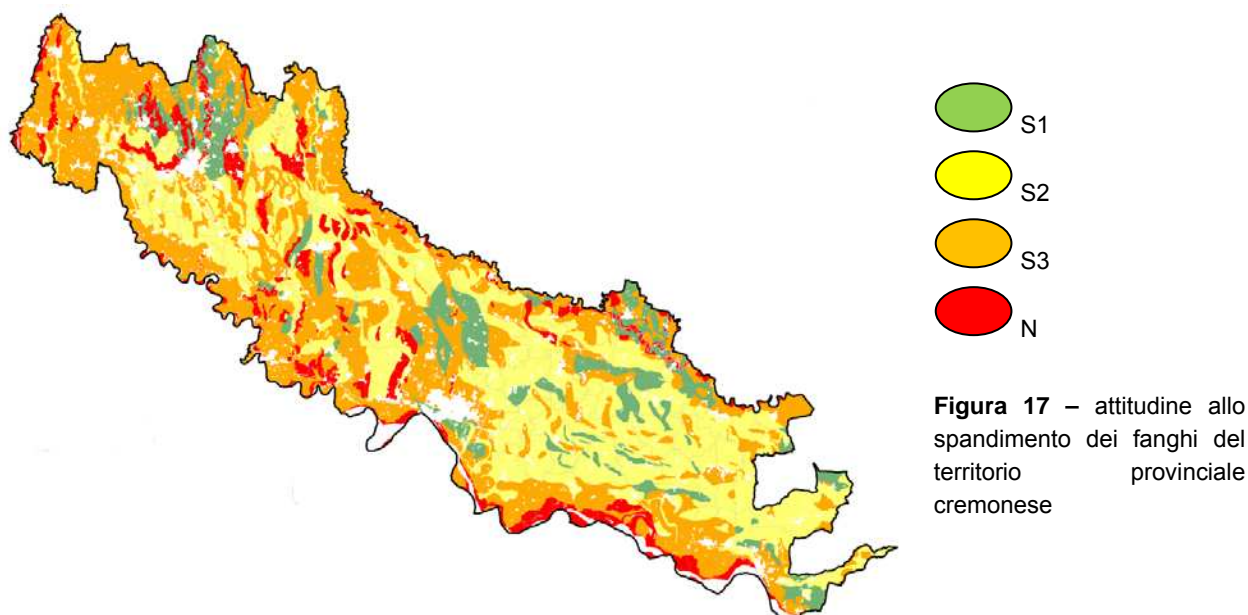 S1
S2
S3
N
Figura 17 – attitudine allo
spandimento dei fanghi del
territorio provinciale
cremonese